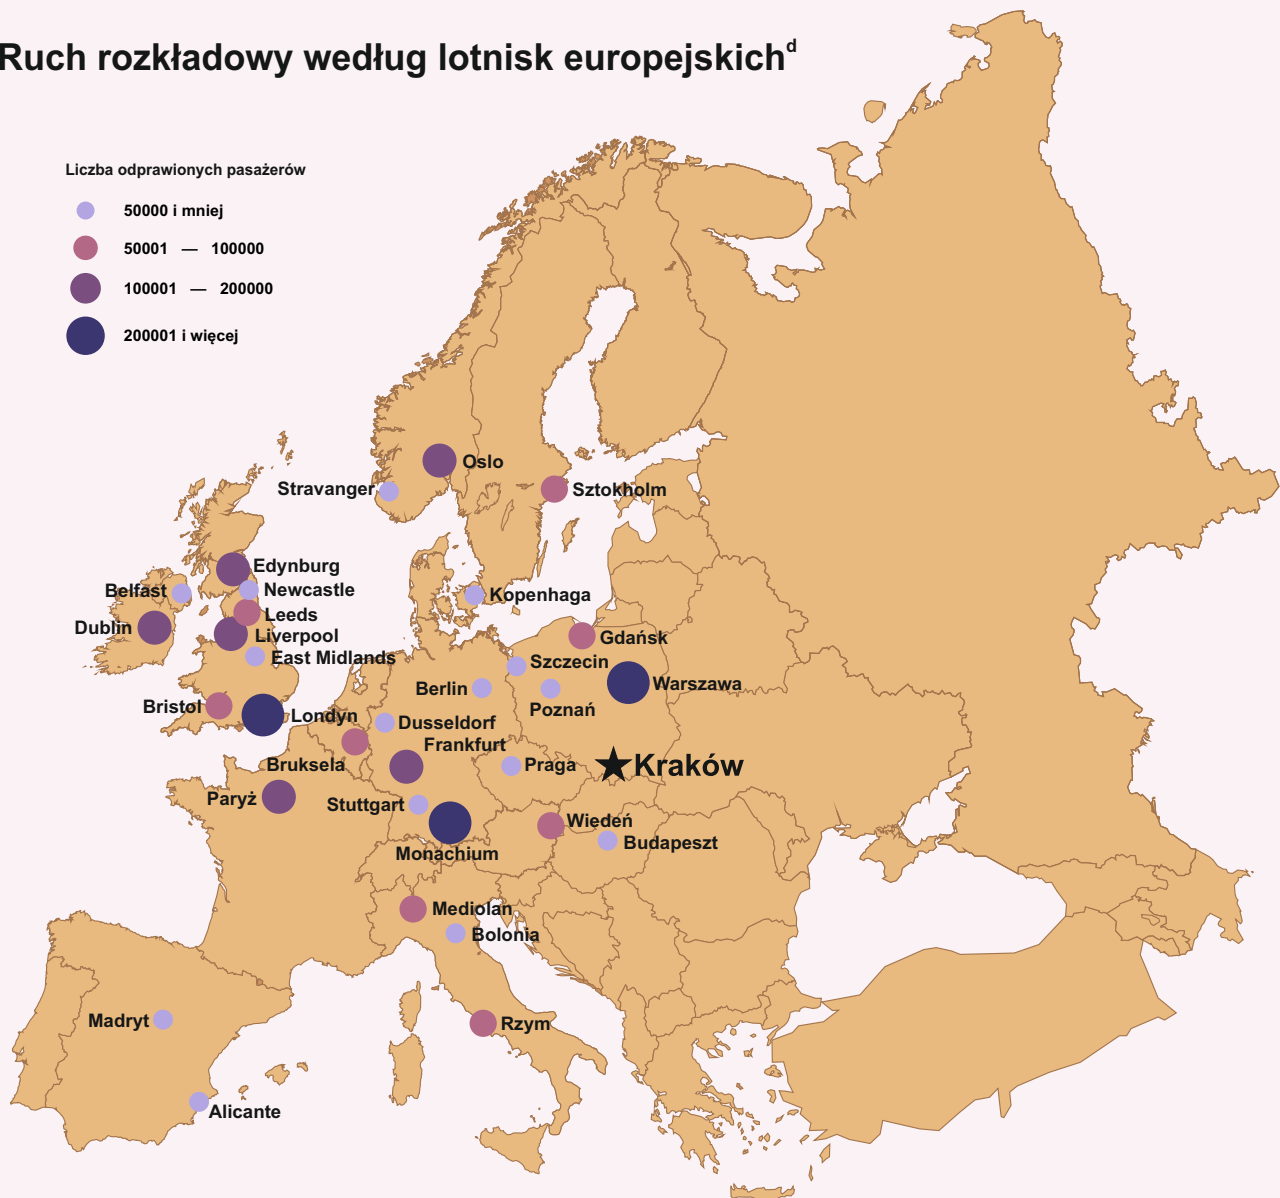 Ruch rozkładowy według lotnisk europejskichᵈ
Liczba odprawionych pasażerów
50000 i mniej
50001 — 100000
100001 — 200000
200001 i więcej
Oslo
Stravanger
Sztokholm
Edynburg
Belfast
Newcastle
Kopenhaga
Leeds
Dublin
Liverpool
Gdańsk
East Midlands
Szczecin
Berlin
Warszawa
Bristol
Poznań
Londyn
Dusseldorf
Frankfurt
Bruksela
Praga
Kraków
Paryż
Stuttgart
Wiedeń
Budapeszt
Monachium
Mediolan
Bolonia
Madryt
Rzym
Alicante